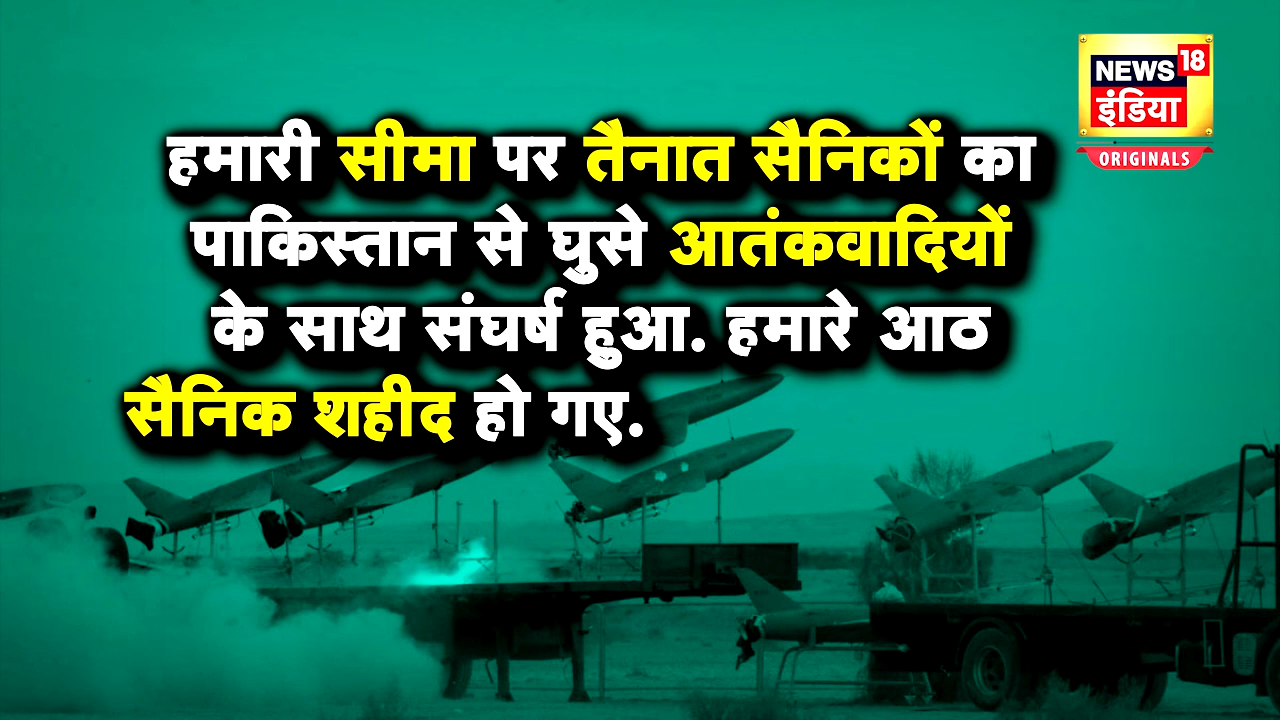 NEWS 18
इंडिया
ORIGINALS
हमारी सीमा पर तैनात सैनिकों का
पाकिस्तान से घुसे आतंकवादियों
के साथ संघर्ष हुआ. हमारे आठ
सैनिक शहीद हो गए.